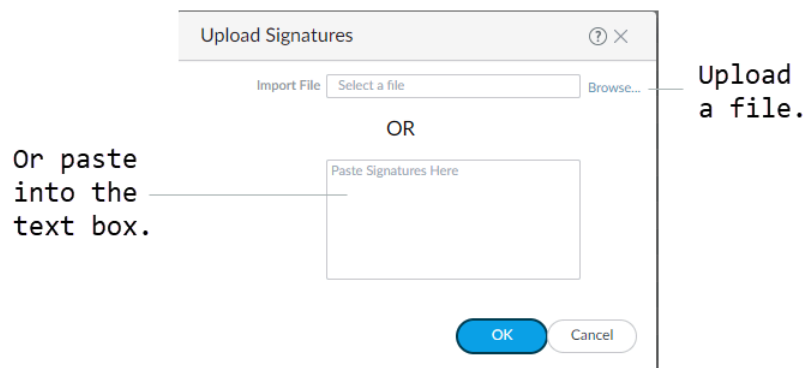 Upload Signatures
Import File Select a file Browse...
Upload
a file.
OR
Or paste
into the
text box.
Paste Signatures Here
OK Cancel